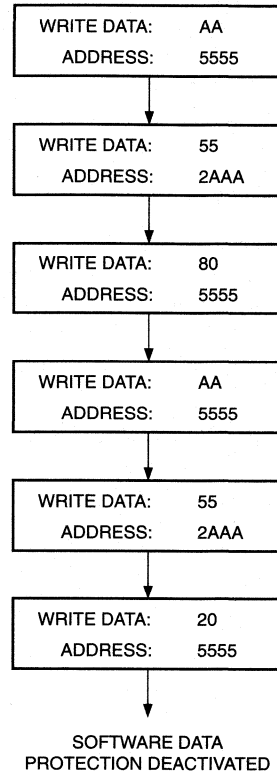 WRITE DATA: AA
ADDRESS: 5555
WRITE DATA: 55
ADDRESS: 2AAA
WRITE DATA: 80
ADDRESS: 5555
WRITE DATA: AA
ADDRESS: 5555
WRITE DATA: 55
ADDRESS: 2AAA
WRITE DATA: 20
ADDRESS: 5555
SOFTWARE DATA
PROTECTION DEACTIVATED